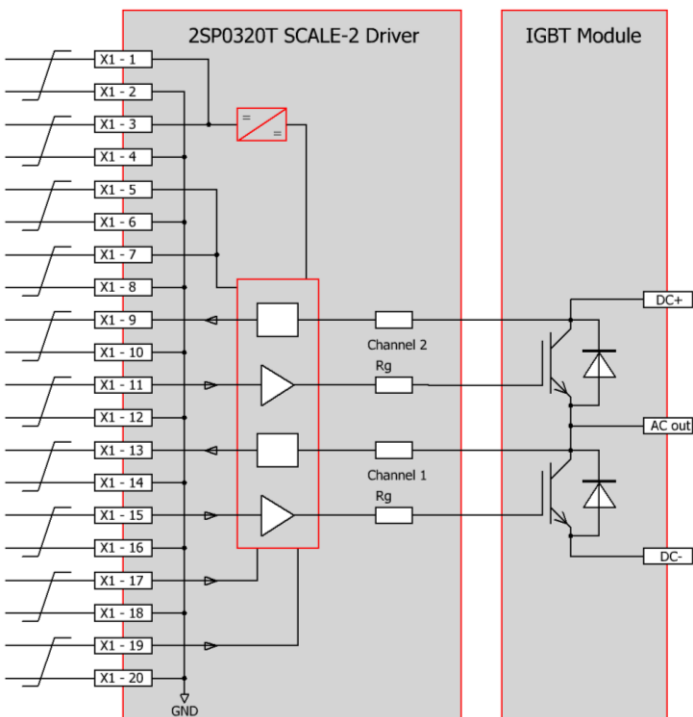 2SP0320T SCALE-2 Driver
IGBT Module
X1 - 1
X1 - 2
X1 - 3
=
=
X1 - 4
X1 - 5
X1 - 6
X1 - 7
X1 - 8
DC+
X1 - 9
Channel 2
X1 - 10
Rg
X1 - 11
X1 - 12
AC out
X1 - 13
Channel 1
X1 - 14
Rg
X1 - 15
X1 - 16
DC-
X1 - 17
X1 - 18
X1 - 19
X1 - 20
GND